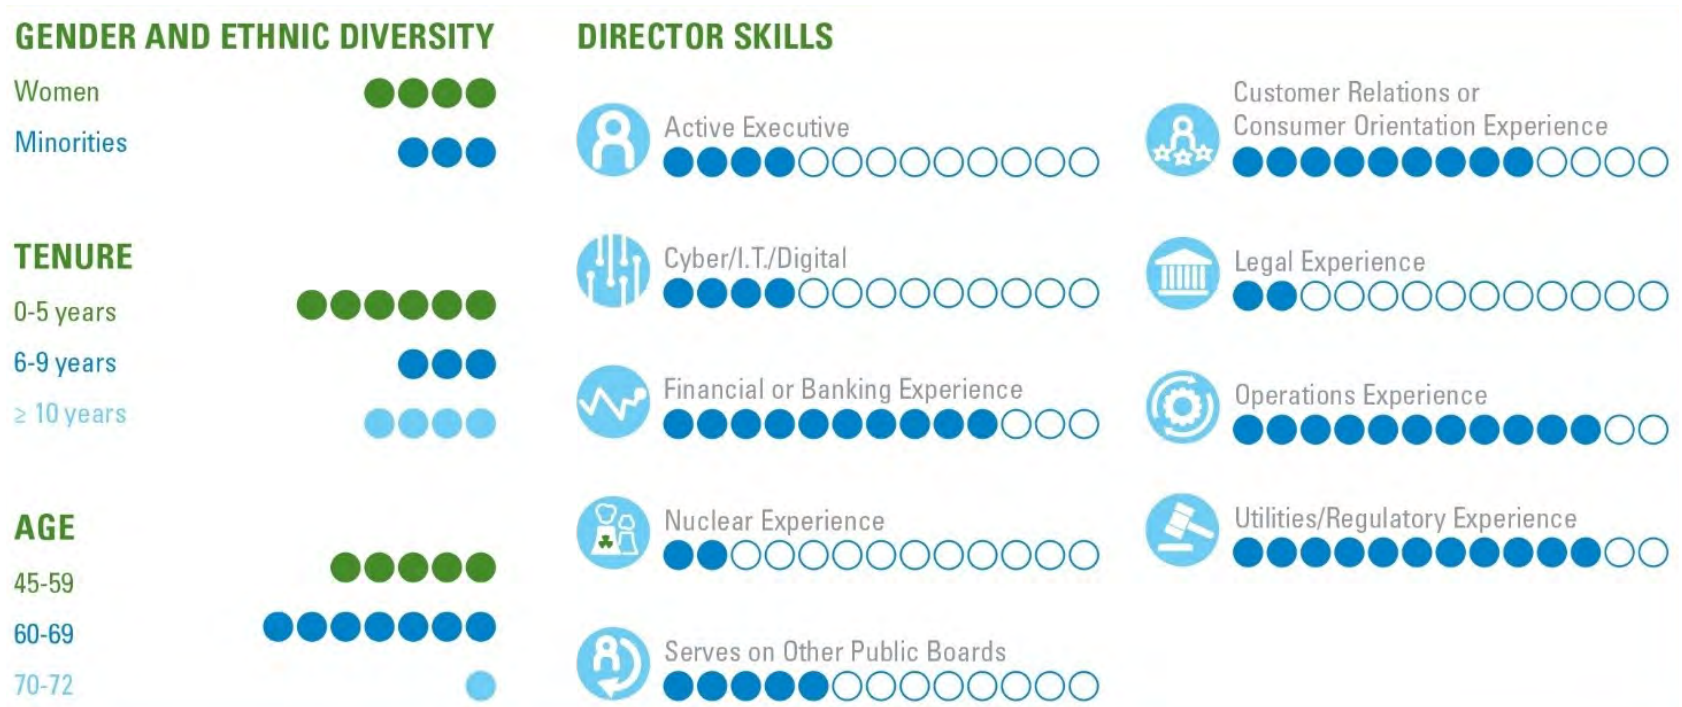 GENDER AND ETHNIC DIVERSITY
Women
Minorities
TENURE
0-5 years
6-9 years
≥ 10 years
AGE
45-59
60-69
70-72
DIRECTOR SKILLS
Active Executive
Cyber/I.T./Digital
Financial or Banking Experience
Nuclear Experience
Serves on Other Public Boards
Customer Relations or
Consumer Orientation Experience
Legal Experience
Operations Experience
Utilities/Regulatory Experience